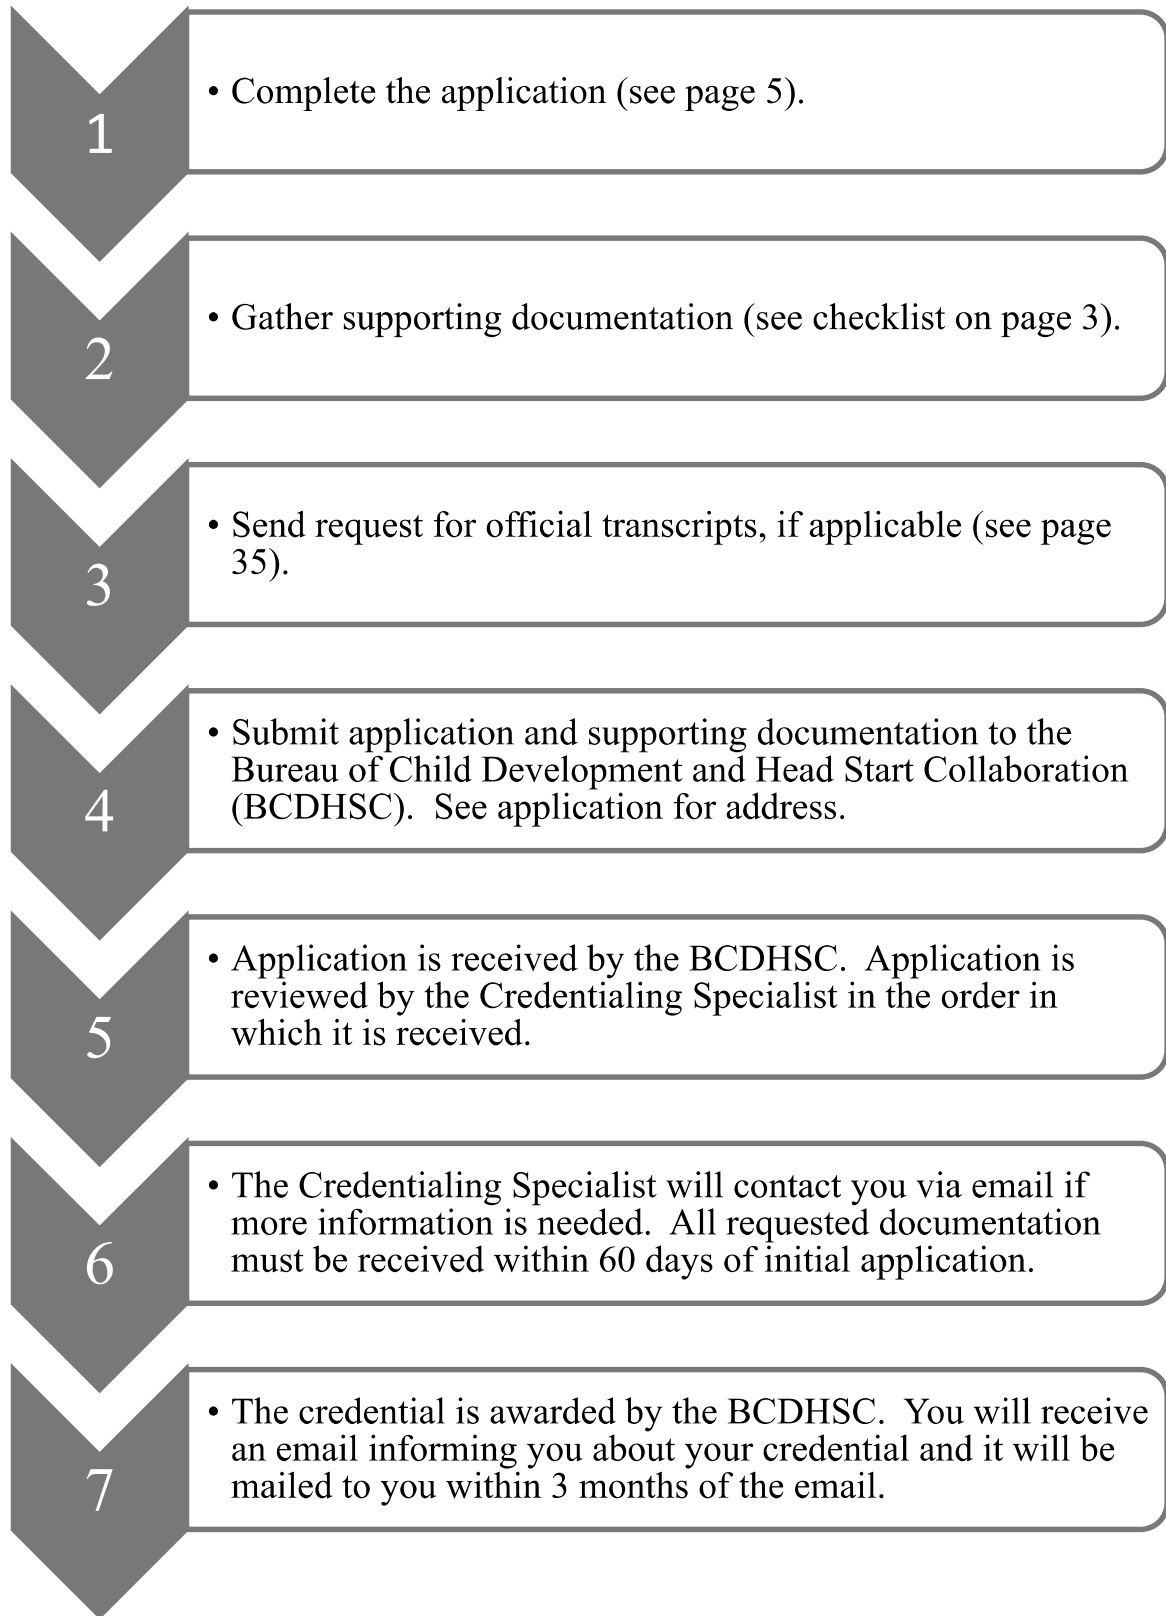 1
• Complete the application (see page 5).
2
• Gather supporting documentation (see checklist on page 3).
3
• Send request for official transcripts, if applicable (see page
35).
4
• Submit application and supporting documentation to the
Bureau of Child Development and Head Start Collaboration
(BCDHSC).  See application for address.
5
• Application is received by the BCDHSC.  Application is
reviewed by the Credentialing Specialist in the order in
which it is received.
6
• The Credentialing Specialist will contact you via email if
more information is needed.  All requested documentation
must be received within 60 days of initial application.
7
• The credential is awarded by the BCDHSC.  You will receive
an email informing you about your credential and it will be
mailed to you within 3 months of the email.